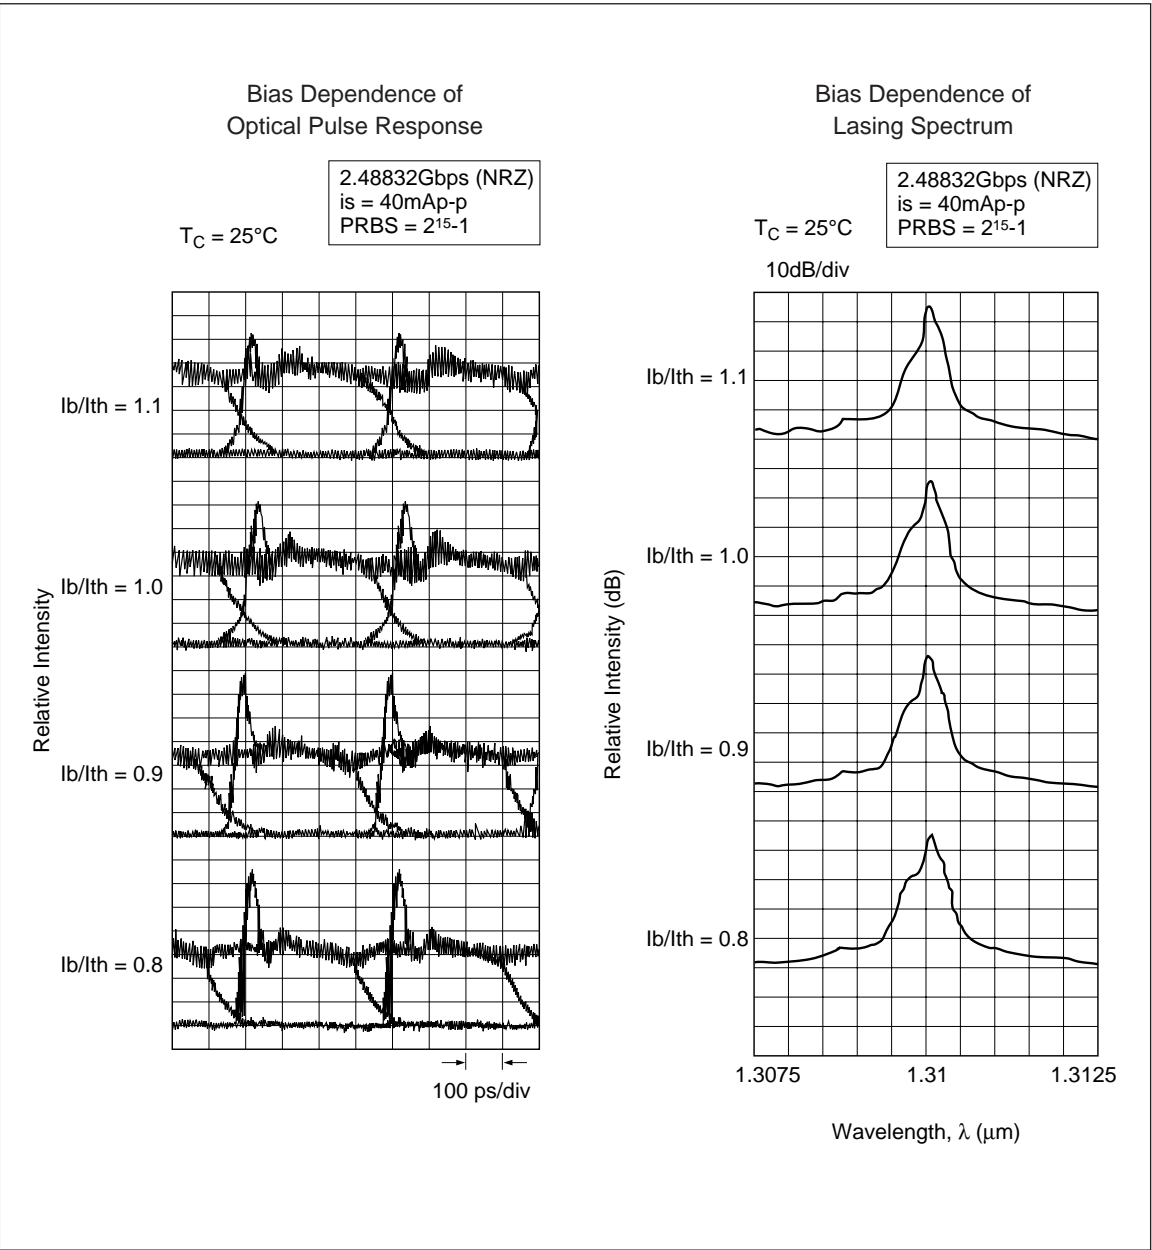 Bias Dependence of
Optical Pulse Response
2.48832Gbps (NRZ)
is = 40mAp-p
PRBS = 2¹⁵-1
T_C = 25°C
Ib/Ith = 1.1
Ib/Ith = 1.0
Ib/Ith = 0.9
Ib/Ith = 0.8
Relative Intensity
100 ps/div
Bias Dependence of
Lasing Spectrum
2.48832Gbps (NRZ)
is = 40mAp-p
PRBS = 2¹⁵-1
T_C = 25°C
10dB/div
Ib/Ith = 1.1
Ib/Ith = 1.0
Ib/Ith = 0.9
Ib/Ith = 0.8
Relative Intensity (dB)
1.3075 1.31 1.3125
Wavelength, λ (µm)